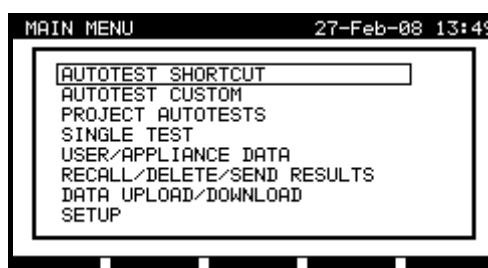 MAIN MENU 27-Feb-08 13:49
AUTOTEST SHORTCUT
AUTOTEST CUSTOM
PROJECT AUTOTESTS
SINGLE TEST
USER/APPLIANCE DATA
RECALL/DELETE/SEND RESULTS
DATA UPLOAD/DOWNLOAD
SETUP